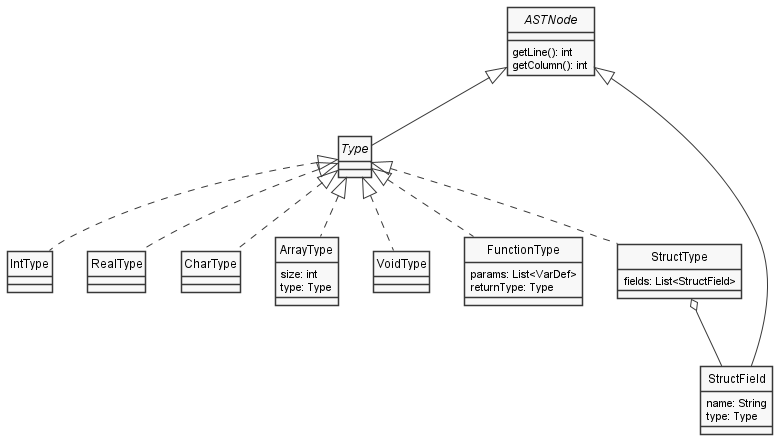 ASTNode
getLine(): int
getColumn(): int
Type
IntType
RealType
CharType
ArrayType
size: int
type: Type
VoidType
FunctionType
params: List<VarDef>
returnType: Type
StructType
fields: List<StructField>
StructField
name: String
type: Type